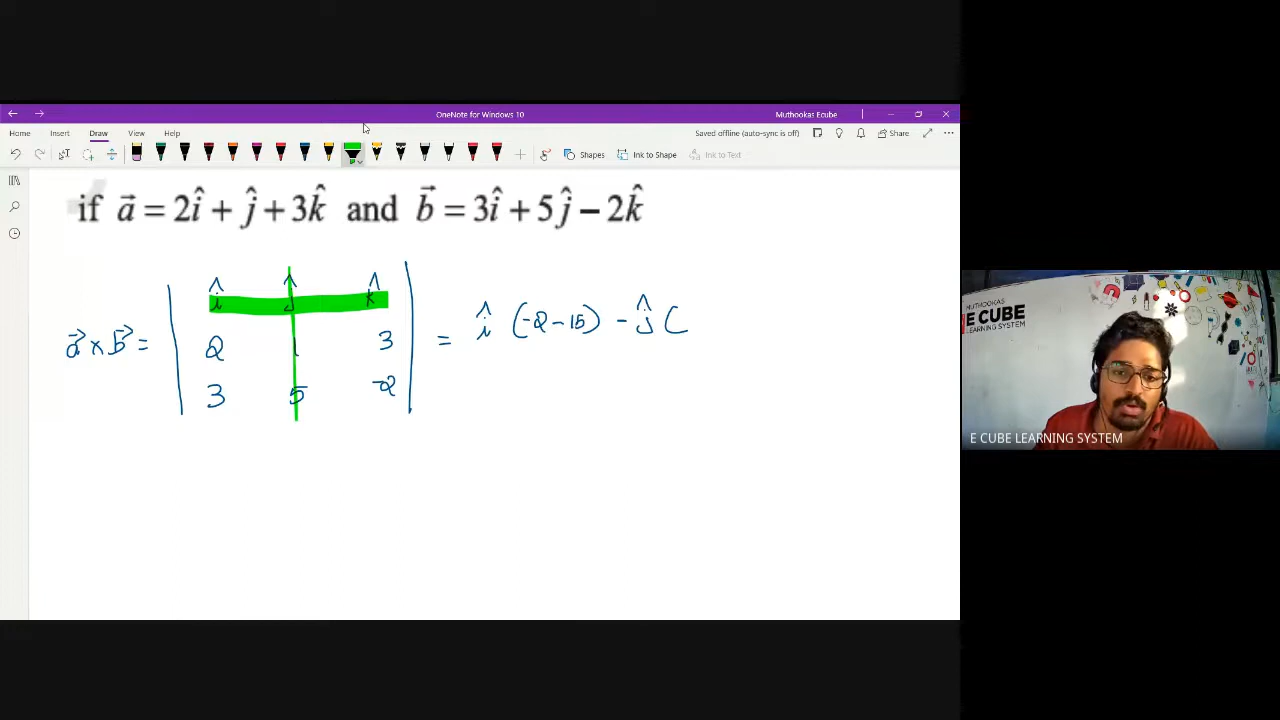 OneNote for Windows 10
Muthookas Ecube
Home Insert Draw View Help
Saved offline (auto-sync is off) Share
Shapes Ink to Shape Ink to Text
if a⃗ = 2î + ĵ + 3k̂ and b⃗ = 3î + 5ĵ − 2k̂
î ĵ k̂
a⃗ × b⃗ = | 2 1 3 | = î (-2 - 15) - ĵ (
3 5 -2
MUTHOOKAS
E CUBE
LEARNING SYSTEM
E CUBE LEARNING SYSTEM